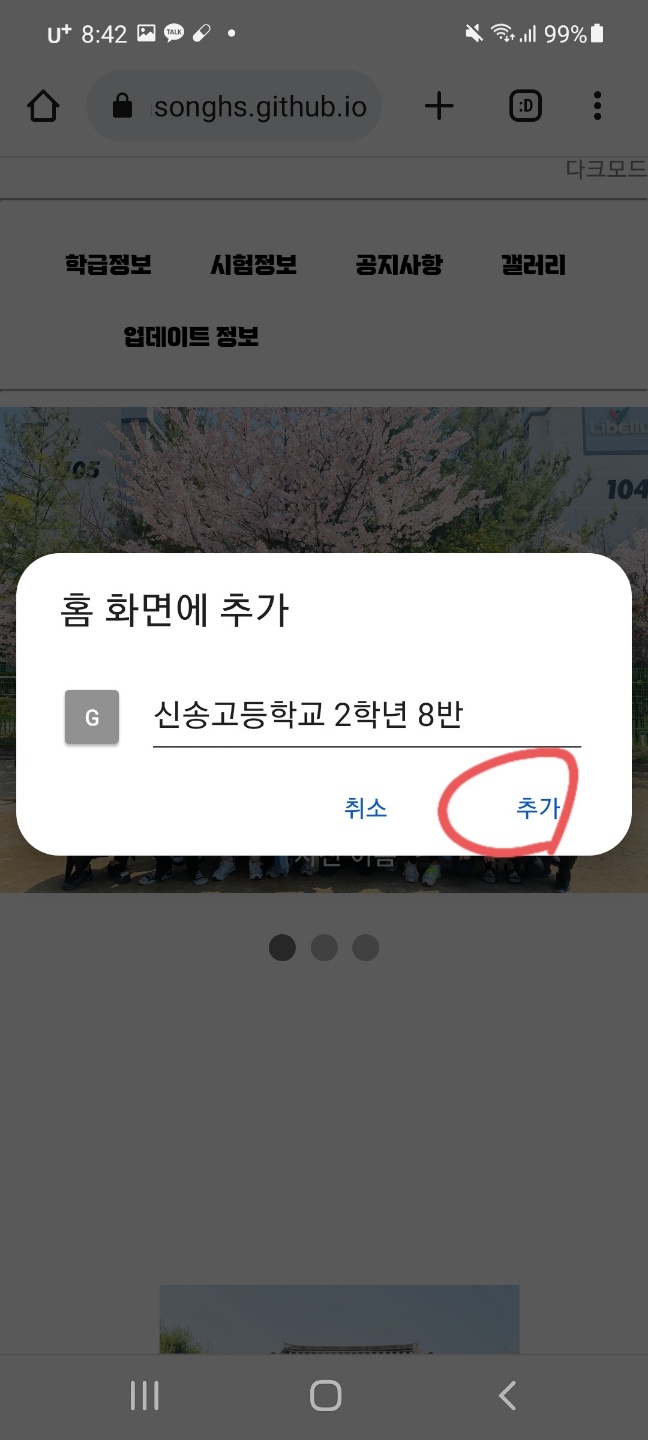 U+ 8:42 TALK 99%
songhs.github.io :D
다크모드
학급정보 시험정보 공지사항 갤러리
업데이트 정보
105
104
홈 화면에 추가
G 신송고등학교 2학년 8반
취소 추가